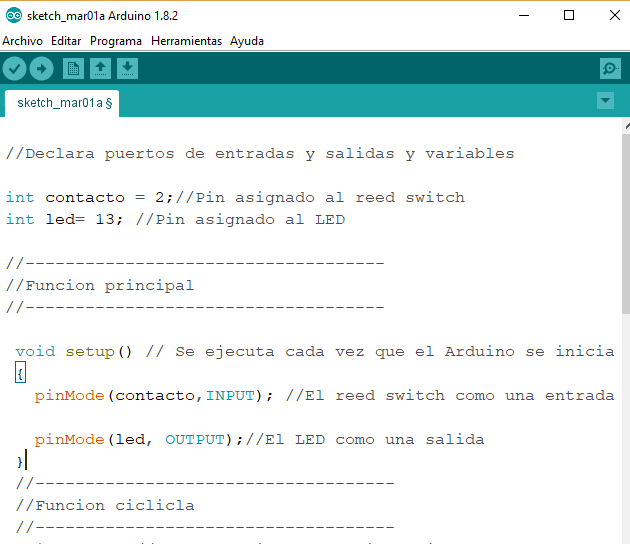 sketch_mar01a Arduino 1.8.2
Archivo Editar Programa Herramientas Ayuda
sketch_mar01a §
//Declara puertos de entradas y salidas y variables
int contacto = 2;//Pin asignado al reed switch
int led= 13; //Pin asignado al LED
//------------------------------------
//Funcion principal
//------------------------------------
void setup() // Se ejecuta cada vez que el Arduino se inicia
{
pinMode(contacto,INPUT); //El reed switch como una entrada
pinMode(led, OUTPUT);//El LED como una salida
}
//------------------------------------
//Funcion ciclicla
//------------------------------------